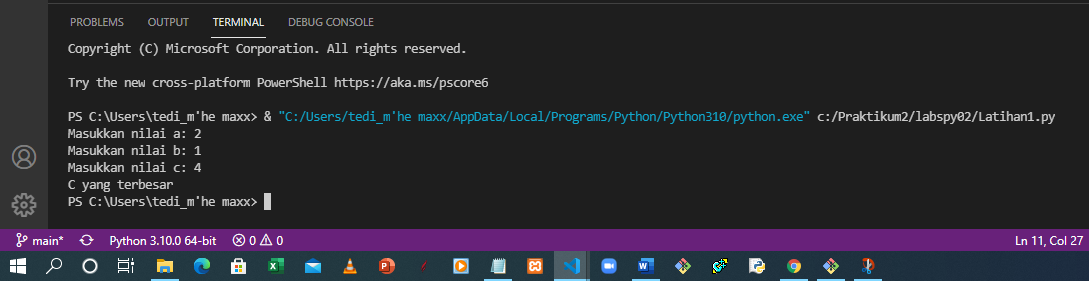 PROBLEMS OUTPUT TERMINAL DEBUG CONSOLE
Copyright (C) Microsoft Corporation. All rights reserved.
Try the new cross-platform PowerShell https://aka.ms/pscore6
PS C:\Users\tedi_m'he maxx> & "C:/Users/tedi_m'he maxx/AppData/Local/Programs/Python/Python310/python.exe" c:/Praktikum2/labspy02/Latihan1.py
Masukkan nilai a: 2
Masukkan nilai b: 1
Masukkan nilai c: 4
C yang terbesar
PS C:\Users\tedi_m'he maxx>
main* Python 3.10.0 64-bit 0 0 Ln 11, Col 27